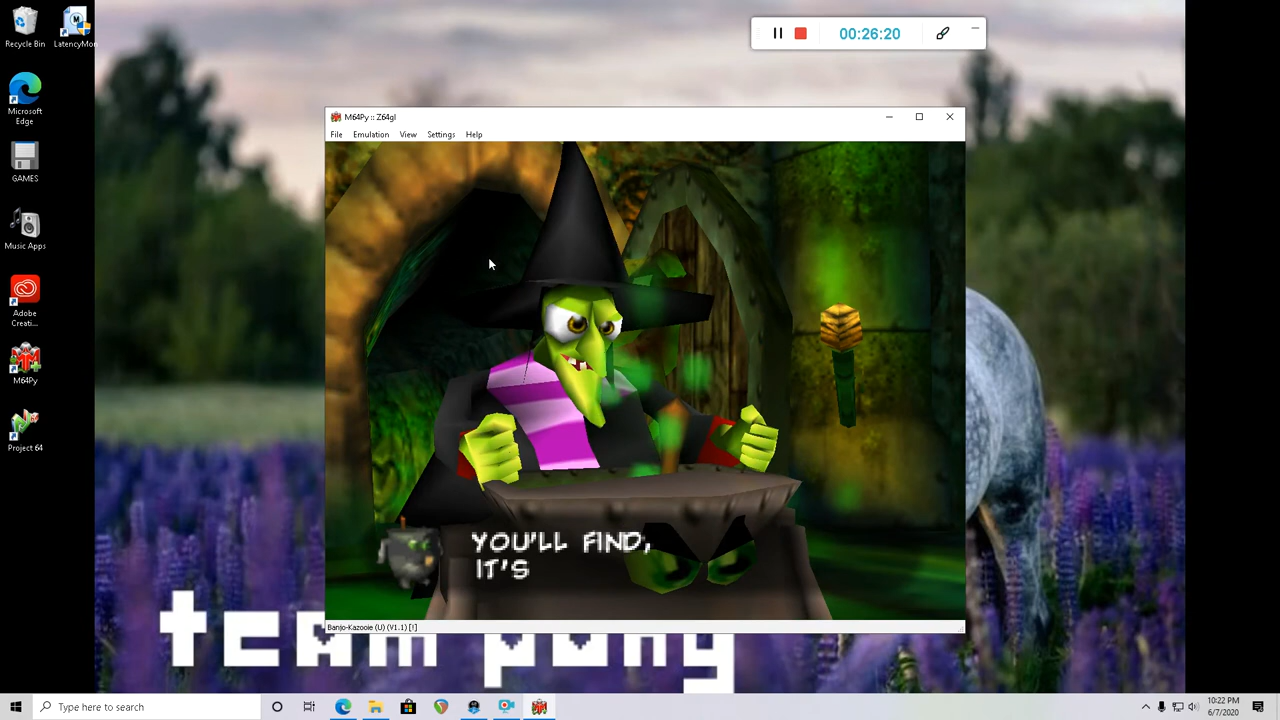 Recycle Bin
LatencyMon
Microsoft
Edge
GAMES
Music Apps
Adobe
Creati...
M64Py
Project 64
00:26:20
M64Py :: Z64gl
File Emulation View Settings Help
YOU'LL FIND,
IT'S
Banjo-Kazooie (U) (V1.1) [!]
team pony
Type here to search
10:22 PM
6/7/2020